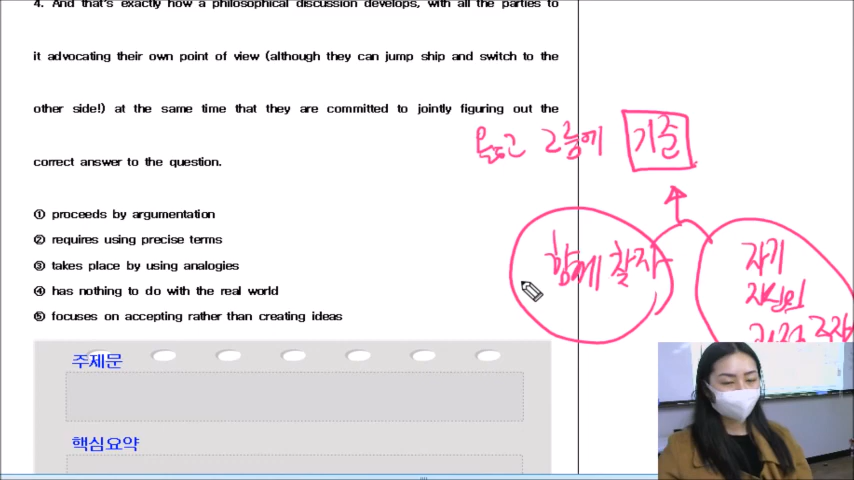 4. And that's exactly how a philosophical discussion develops, with all the parties to
it advocating their own point of view (although they can jump ship and switch to the
other side!) at the same time that they are committed to jointly figuring out the
correct answer to the question.
① proceeds by argumentation
② requires using precise terms
③ takes place by using analogies
④ has nothing to do with the real world
⑤ focuses on accepting rather than creating ideas
주제문
핵심요약
그중에 기준
함께 찾자
자기
자신의